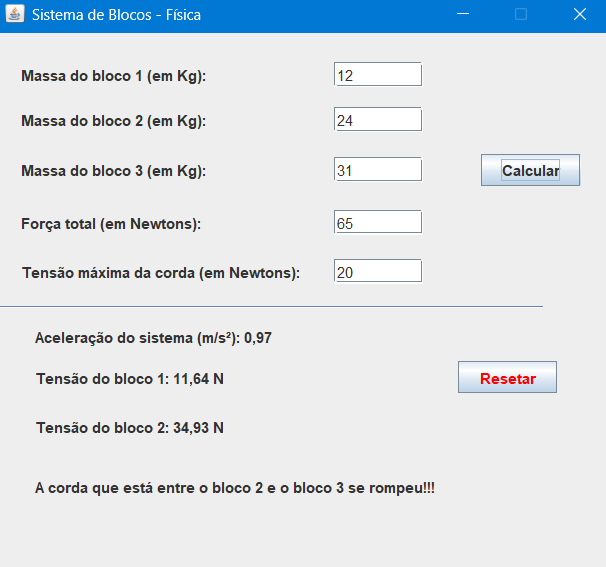 Sistema de Blocos - Física
Massa do bloco 1 (em Kg): 12
Massa do bloco 2 (em Kg): 24
Massa do bloco 3 (em Kg): 31
Calcular
Força total (em Newtons): 65
Tensão máxima da corda (em Newtons): 20
Aceleração do sistema (m/s²): 0,97
Tensão do bloco 1: 11,64 N
Resetar
Tensão do bloco 2: 34,93 N
A corda que está entre o bloco 2 e o bloco 3 se rompeu!!!